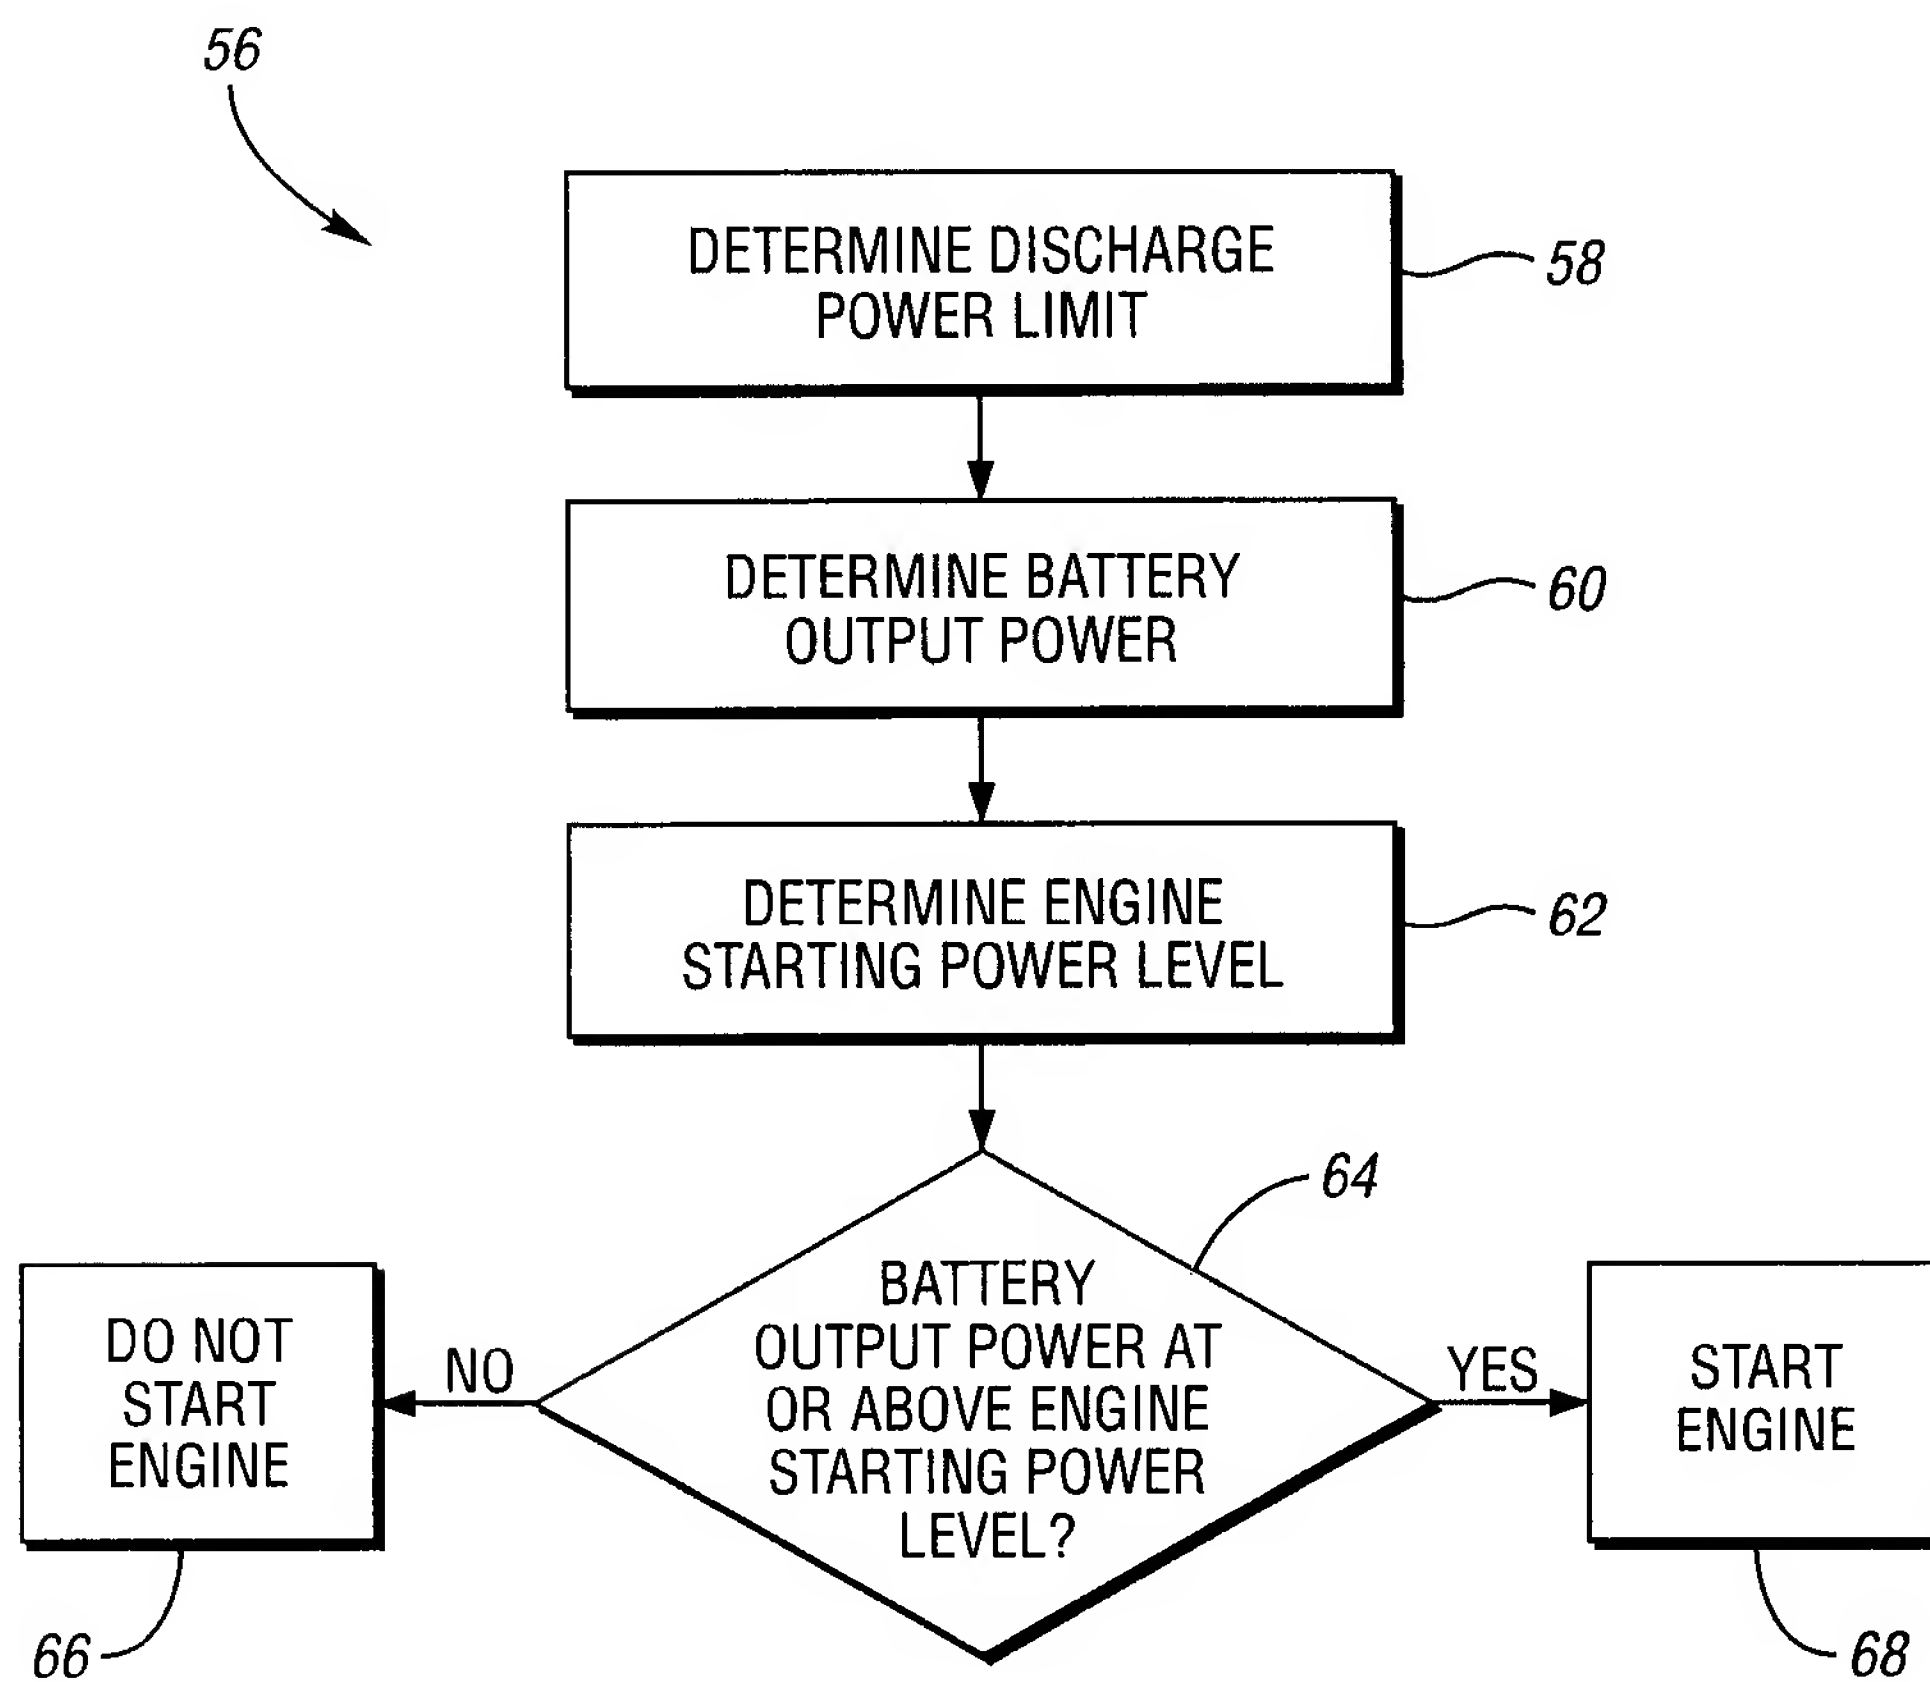 56
DETERMINE DISCHARGE
POWER LIMIT
58
DETERMINE BATTERY
OUTPUT POWER
60
DETERMINE ENGINE
STARTING POWER LEVEL
62
64
BATTERY
OUTPUT POWER AT
OR ABOVE ENGINE
STARTING POWER
LEVEL?
NO
DO NOT
START
ENGINE
66
YES
START
ENGINE
68